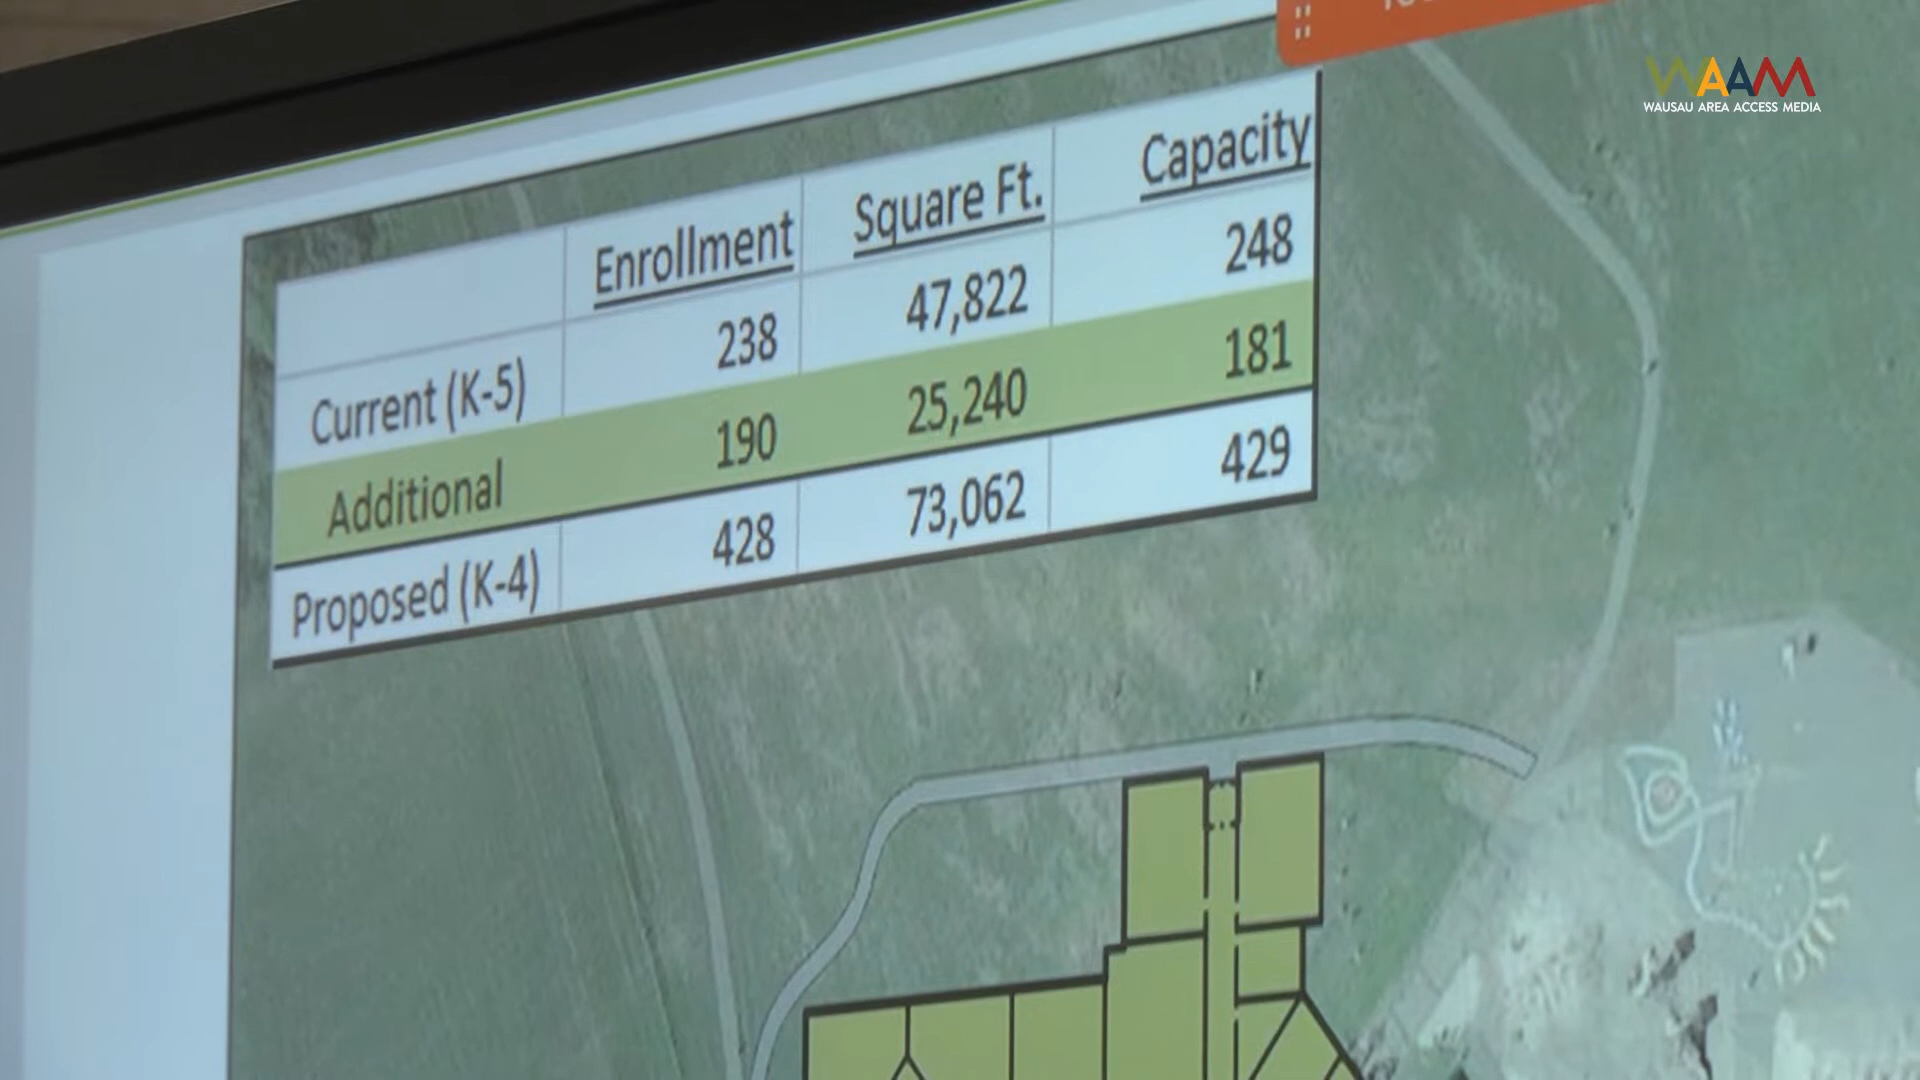 WAAM
WAUSAU AREA ACCESS MEDIA
Enrollment Square Ft. Capacity
Current (K-5) 238 47,822 248
Additional 190 25,240 181
Proposed (K-4) 428 73,062 429